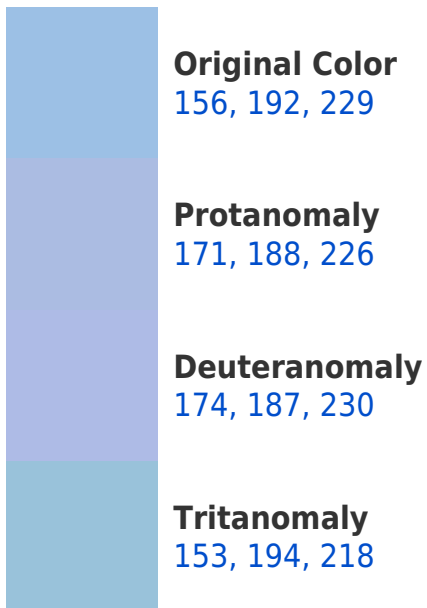 Original Color
156, 192, 229
Protanomaly
171, 188, 226
Deuteranomaly
174, 187, 230
Tritanomaly
153, 194, 218